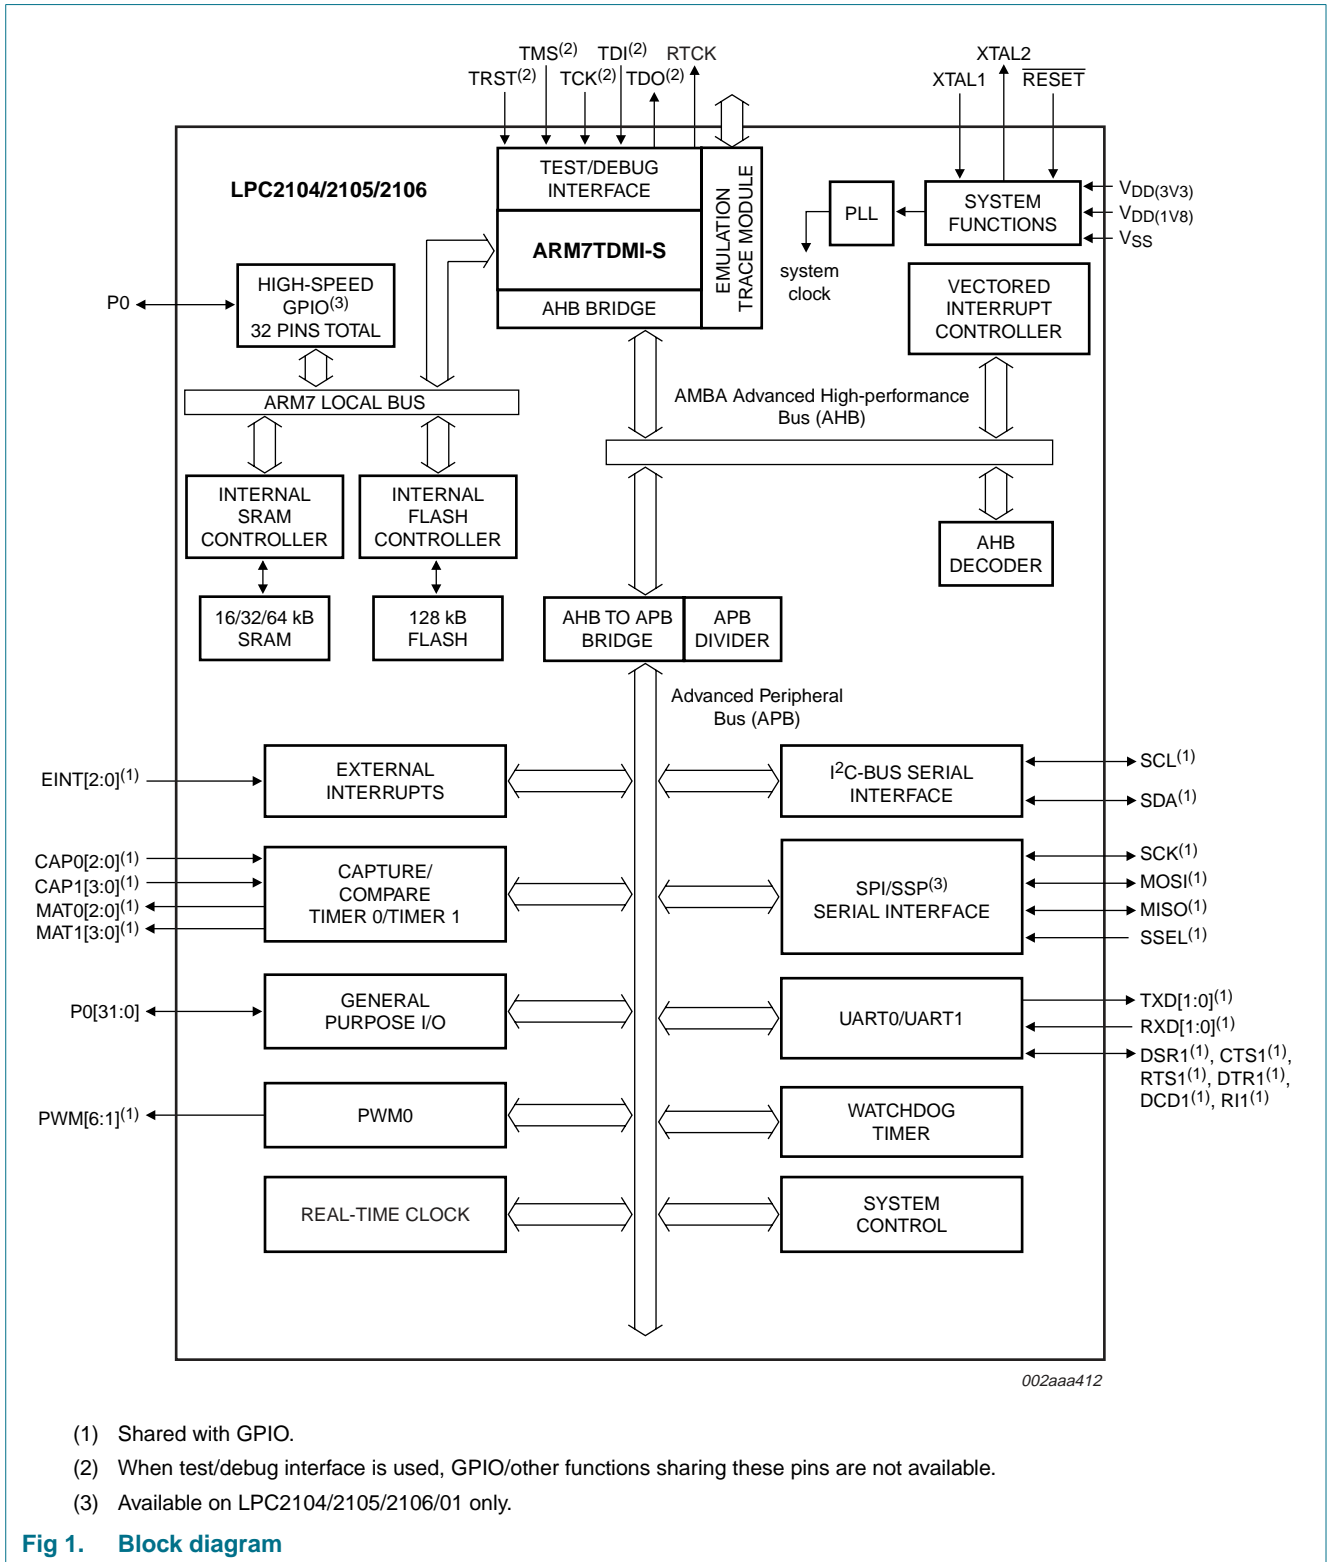 TMS(2) TDI(2) RTCK
TRST(2) TCK(2) TDO(2)
XTAL2
XTAL1 RESET
LPC2104/2105/2106
TEST/DEBUG
INTERFACE
ARM7TDMI-S
AHB BRIDGE
EMULATION
TRACE MODULE
PLL
SYSTEM
FUNCTIONS
VDD(3V3)
VDD(1V8)
VSS
system
clock
P0
HIGH-SPEED
GPIO(3)
32 PINS TOTAL
VECTORED
INTERRUPT
CONTROLLER
ARM7 LOCAL BUS
AMBA Advanced High-performance
Bus (AHB)
INTERNAL
SRAM
CONTROLLER
INTERNAL
FLASH
CONTROLLER
AHB
DECODER
16/32/64 kB
SRAM
128 kB
FLASH
AHB TO APB
BRIDGE
APB
DIVIDER
Advanced Peripheral
Bus (APB)
EINT[2:0](1)
EXTERNAL
INTERRUPTS
I2C-BUS SERIAL
INTERFACE
SCL(1)
SDA(1)
CAP0[2:0](1)
CAP1[3:0](1)
MAT0[2:0](1)
MAT1[3:0](1)
CAPTURE/
COMPARE
TIMER 0/TIMER 1
SPI/SSP(3)
SERIAL INTERFACE
SCK(1)
MOSI(1)
MISO(1)
SSEL(1)
P0[31:0]
GENERAL
PURPOSE I/O
UART0/UART1
TXD[1:0](1)
RXD[1:0](1)
DSR1(1), CTS1(1),
RTS1(1), DTR1(1),
DCD1(1), RI1(1)
PWM[6:1](1)
PWM0
WATCHDOG
TIMER
REAL-TIME CLOCK
SYSTEM
CONTROL
002aaa412
(1) Shared with GPIO.
(2) When test/debug interface is used, GPIO/other functions sharing these pins are not available.
(3) Available on LPC2104/2105/2106/01 only.
Fig 1. Block diagram